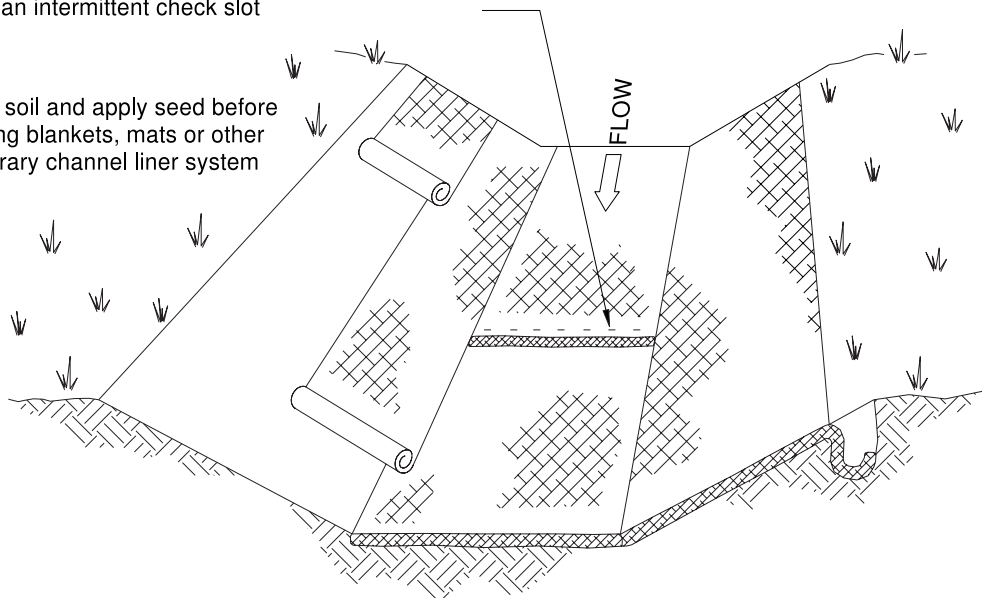 an intermittent check slot
soil and apply seed before
ng blankets, mats or other
rary channel liner system
FLOW